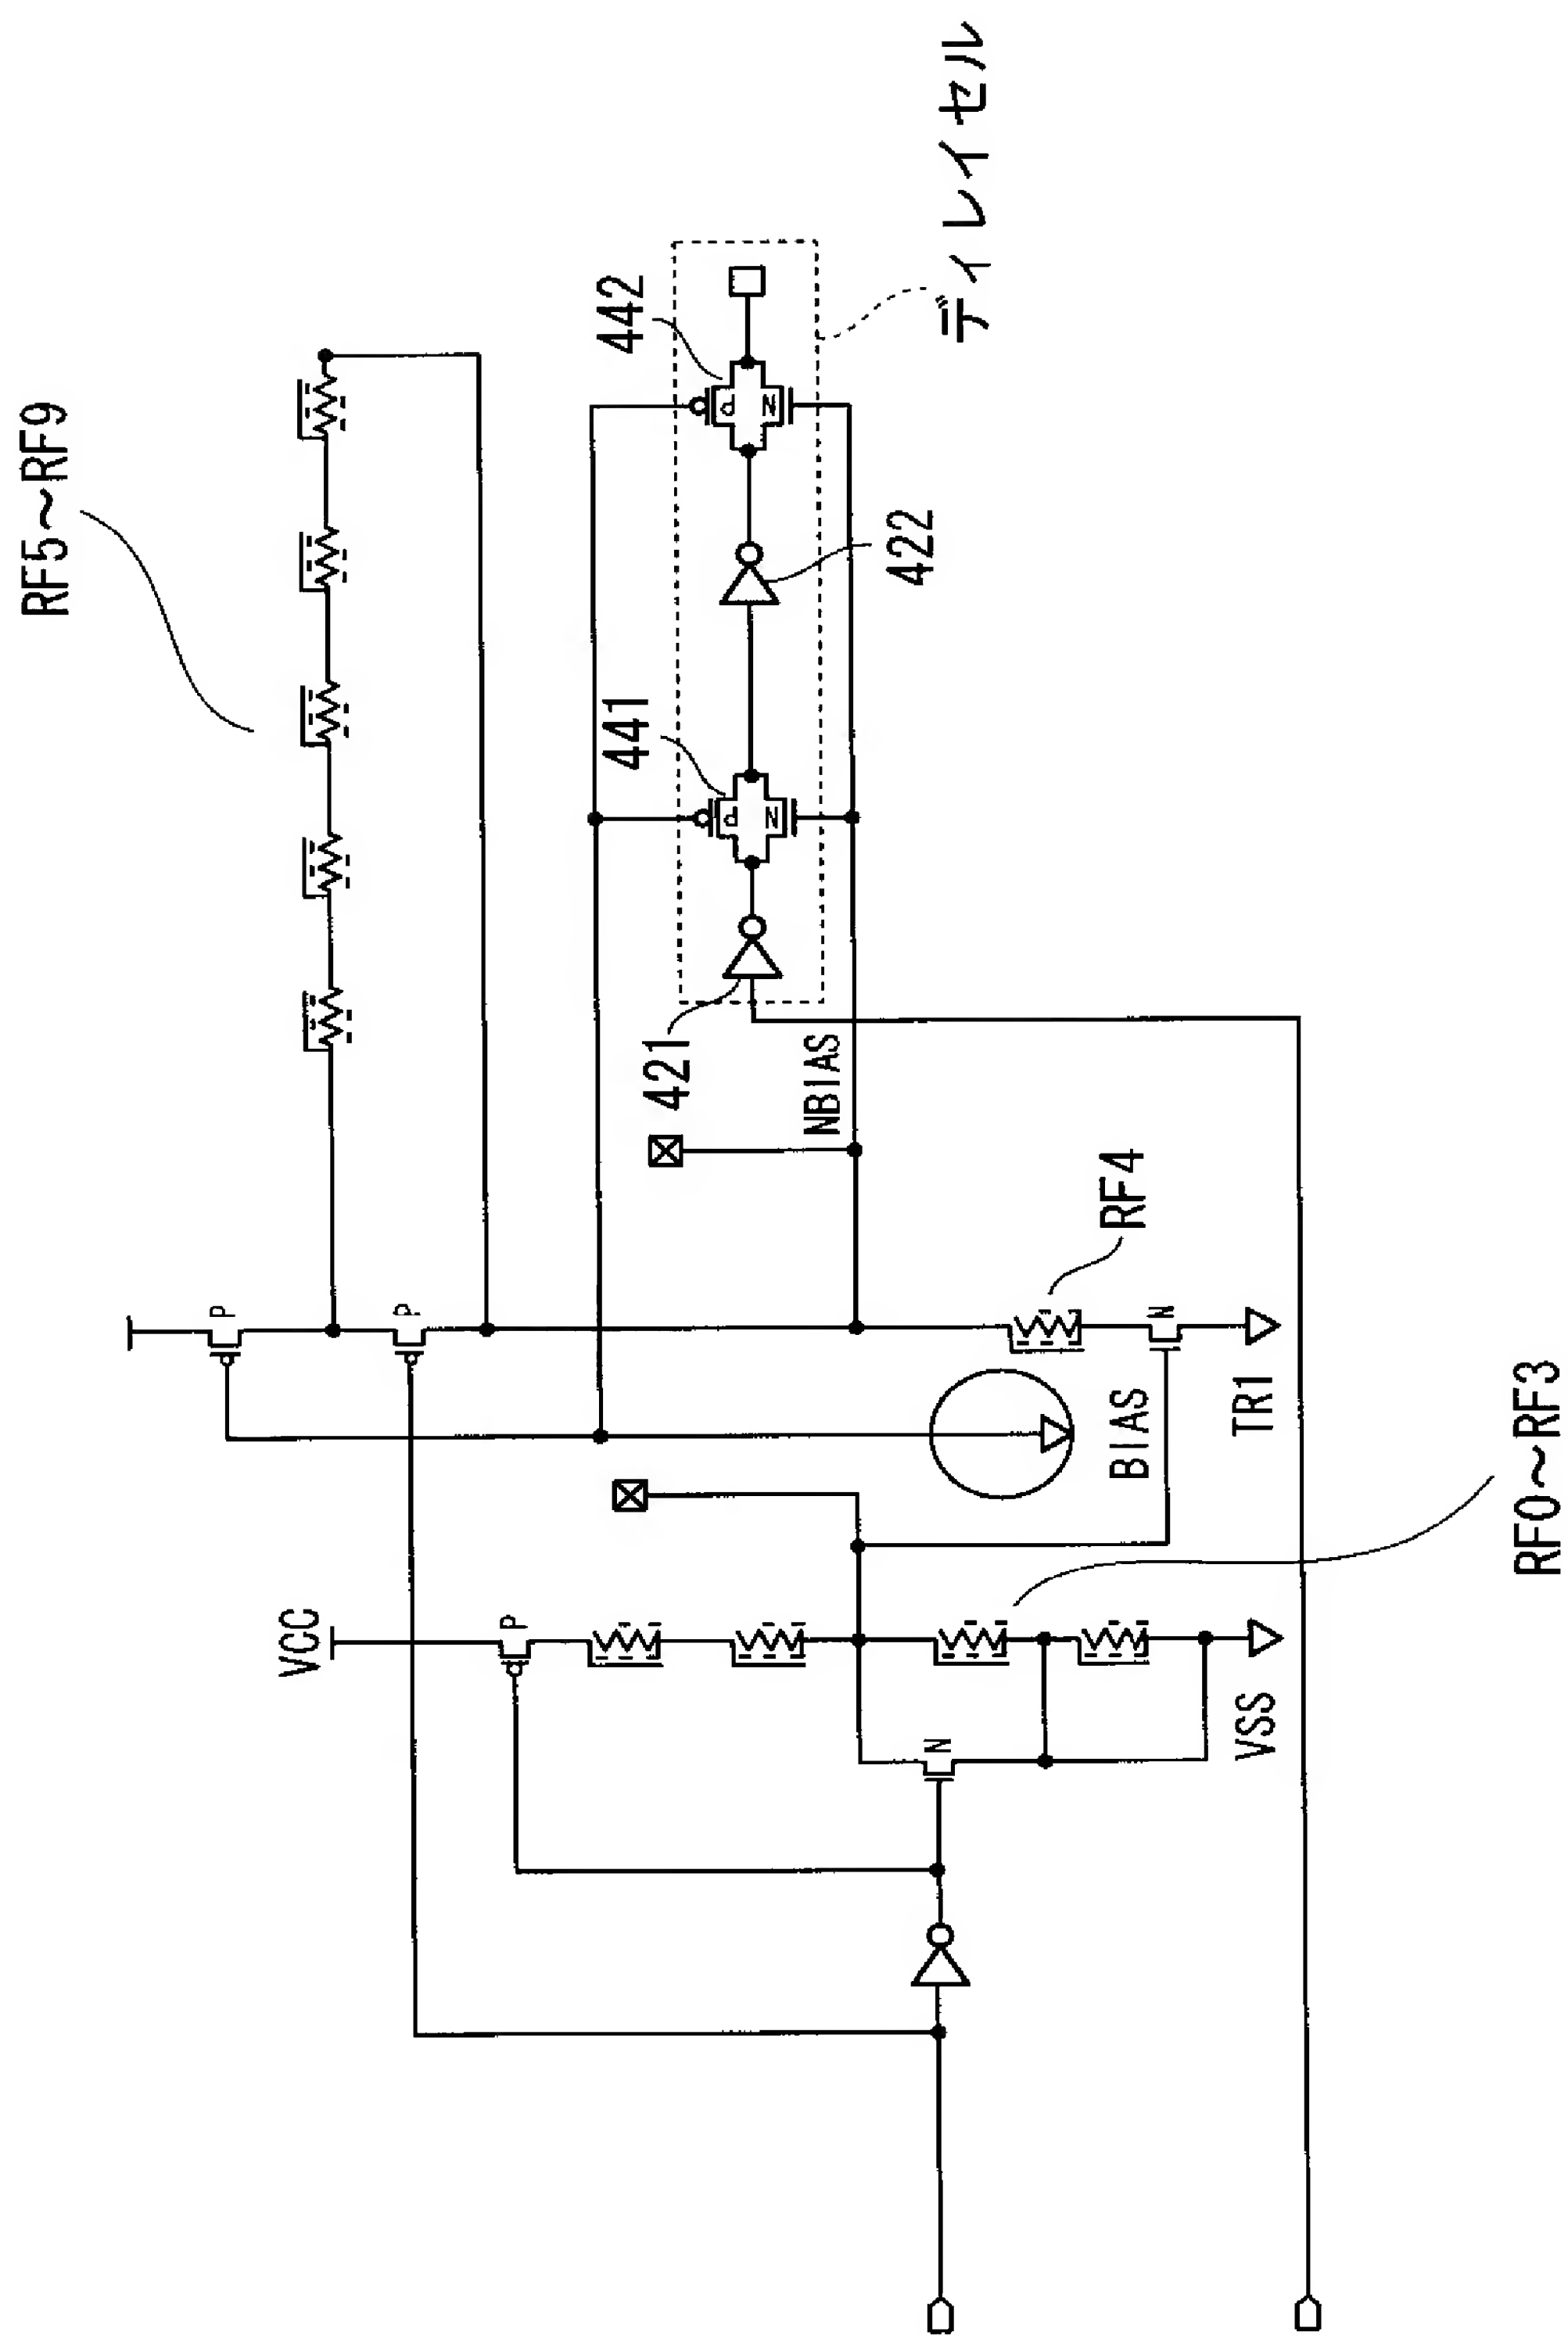 RF5～RF9
442
441
ディレイセル
422
421
NBIAS
P
P
P
N
P
N
RF4
N
BIAS
TR1
VCC
P
N
VSS
RF0～RF3